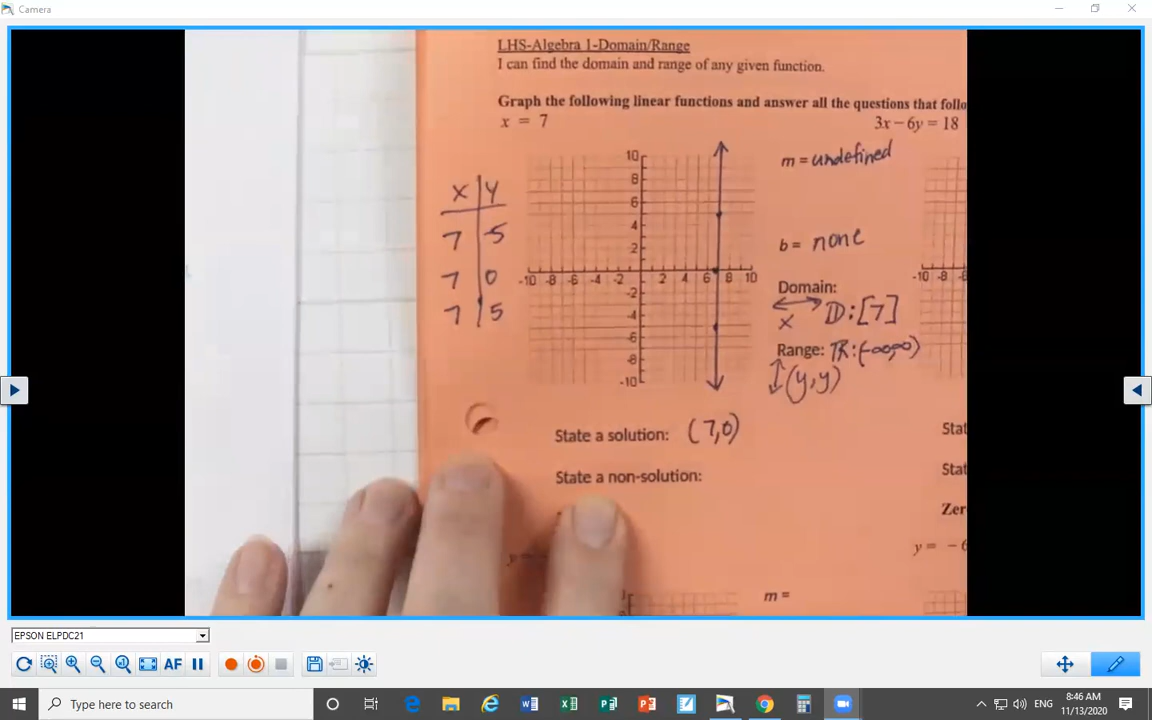 Camera
LHS-Algebra 1-Domain/Range
I can find the domain and range of any given function.
Graph the following linear functions and answer all the questions that follo
x = 7
3x – 6y = 18
m = undefined
x y
7 -5
7 0
7 5
10
8
6
4
2
-10 -8 -6 -4 -2 2 4 6 8 10
-2
-4
-6
-8
-10
b = none
Domain:
x D: [7]
Range: R: (-∞, ∞)
(y, y)
-10 -8 -6
State a solution: (7,0)
Stat
State a non-solution:
Stat
Zer
y =
y = - 6
m =
EPSON ELPDC21
AF
Type here to search
ENG
8:46 AM
11/13/2020